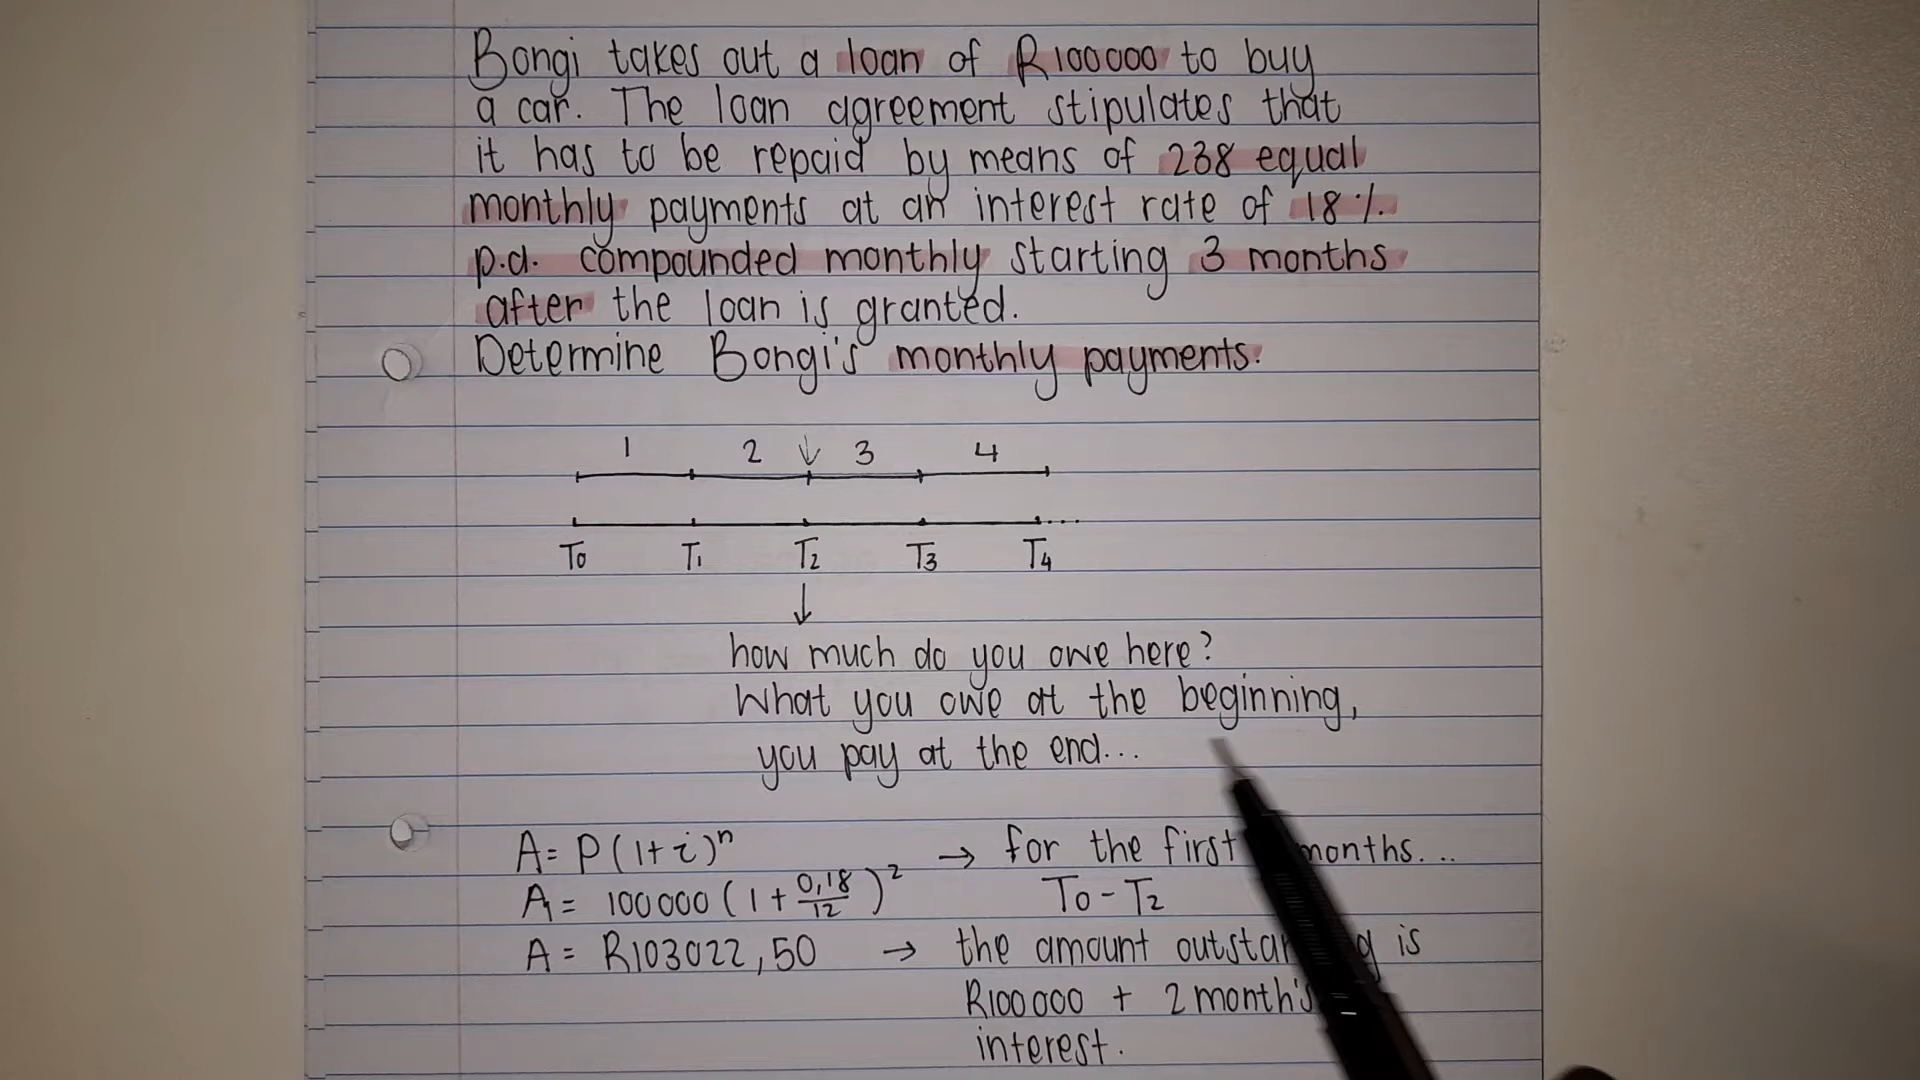 Bongi takes out a loan of R100000 to buy
a car. The loan agreement stipulates that
it has to be repaid by means of 238 equal
monthly payments at an interest rate of 18%
p.a. compounded monthly starting 3 months
after the loan is granted.
Determine Bongi's monthly payments.
1 2 ↓ 3 4
T0 T1 T2 T3 T4
↓
how much do you owe here?
What you owe at the beginning,
you pay at the end...
A = P(1+i)ⁿ → for the first months...
A = 100000(1+0,18/12)² T0 - T2
A = R103022,50 → the amount is
R100000 + 2 month's
interest.